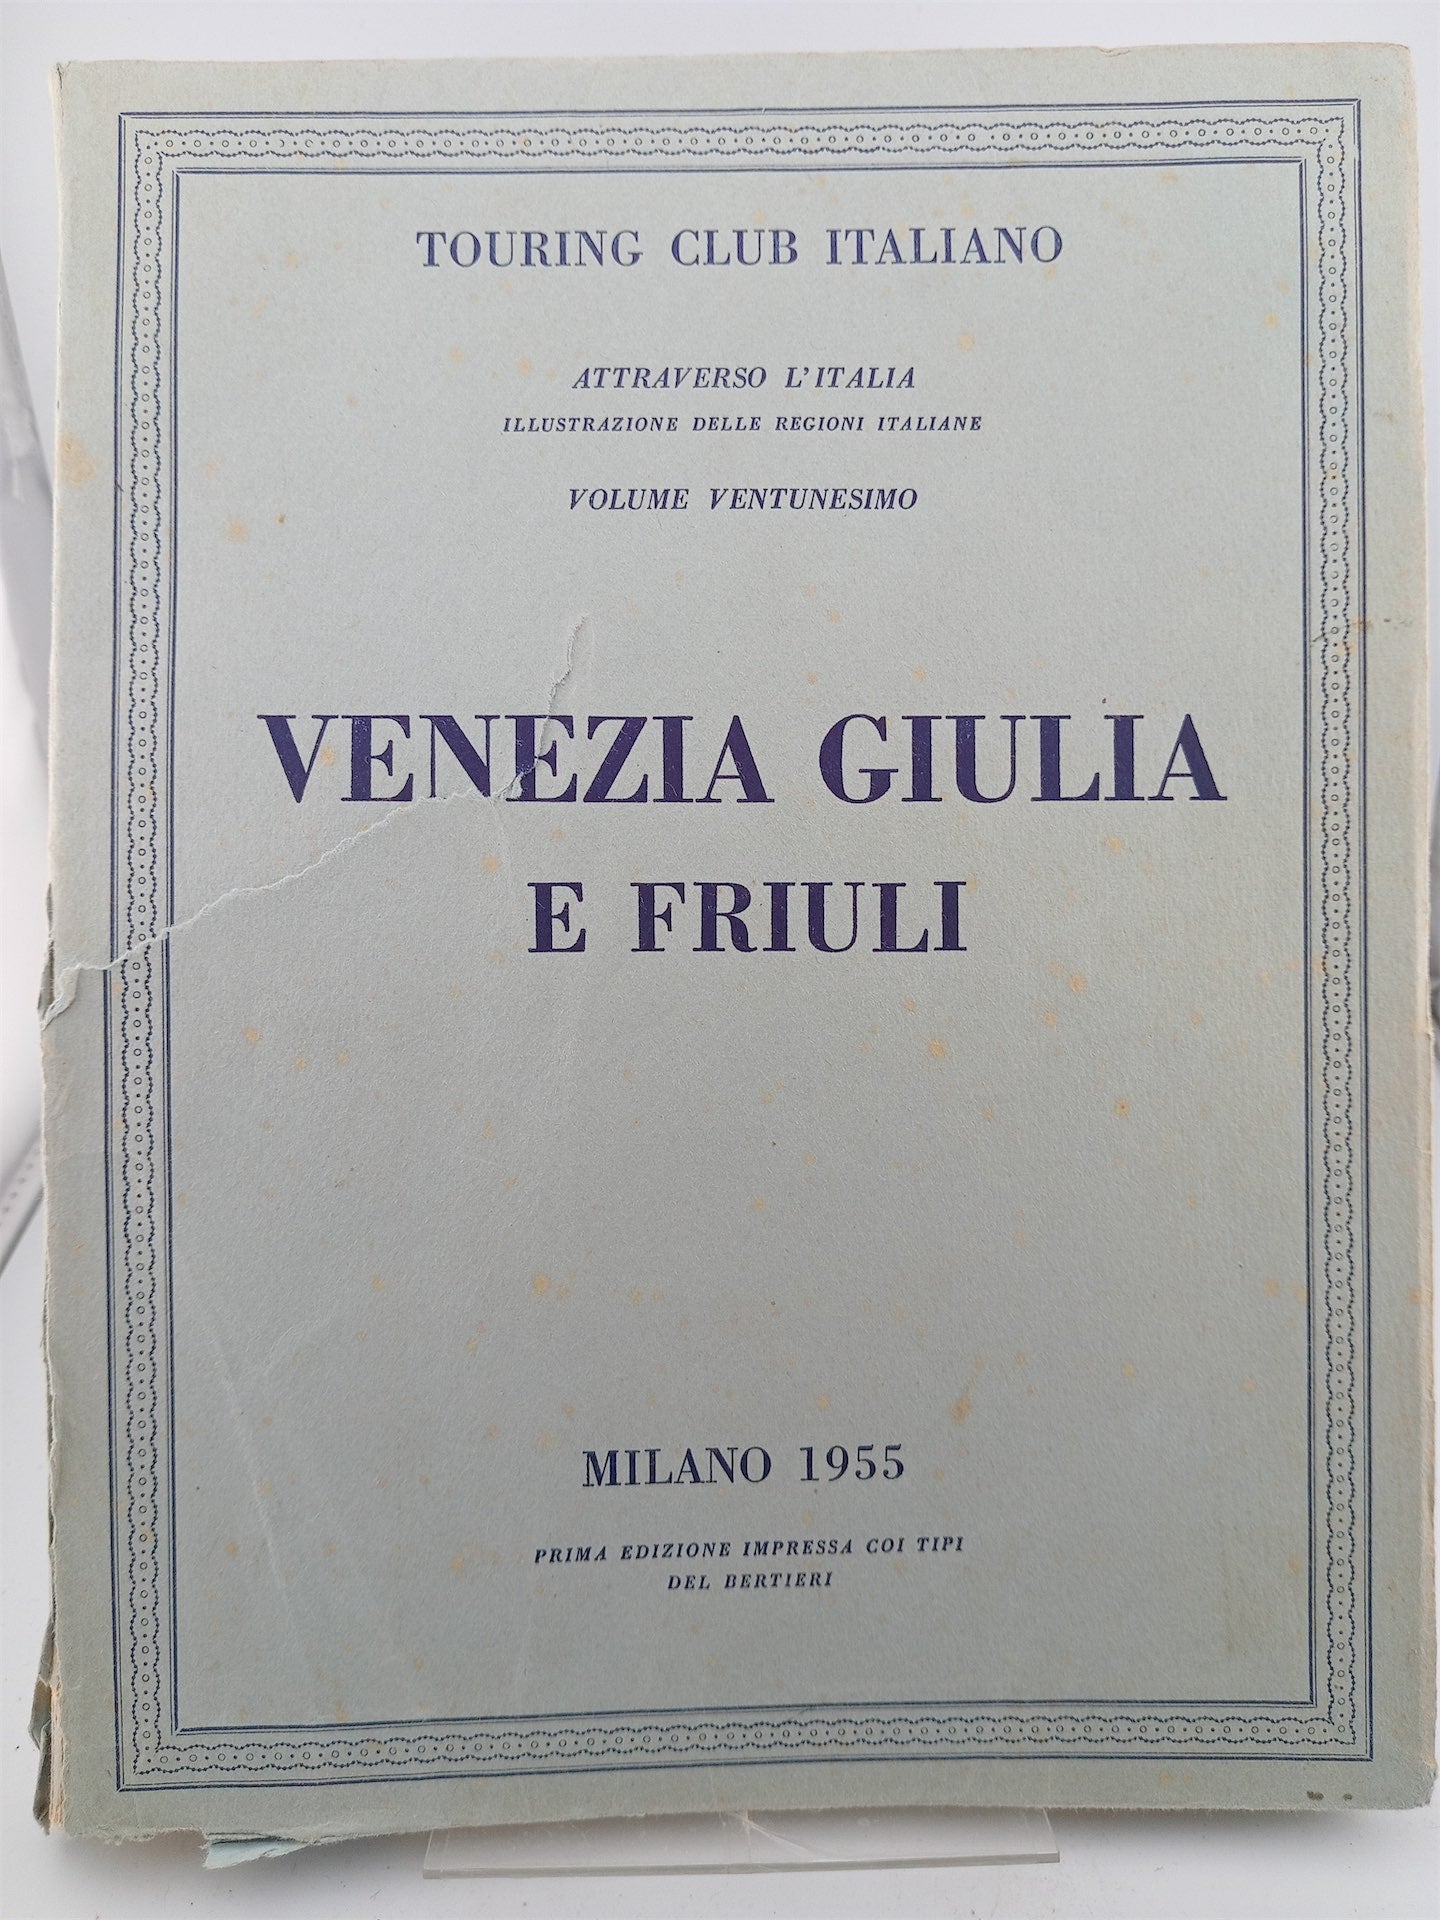 TOURING CLUB ITALIANO
ATTRAVERSO L'ITALIA
ILLUSTRAZIONE DELLE REGIONI ITALIANE
VOLUME VENTUNESIMO
VENEZIA GIULIA
E FRIULI
MILANO 1955
PRIMA EDIZIONE IMPRESSA COI TIPI
DEL BERTIERI